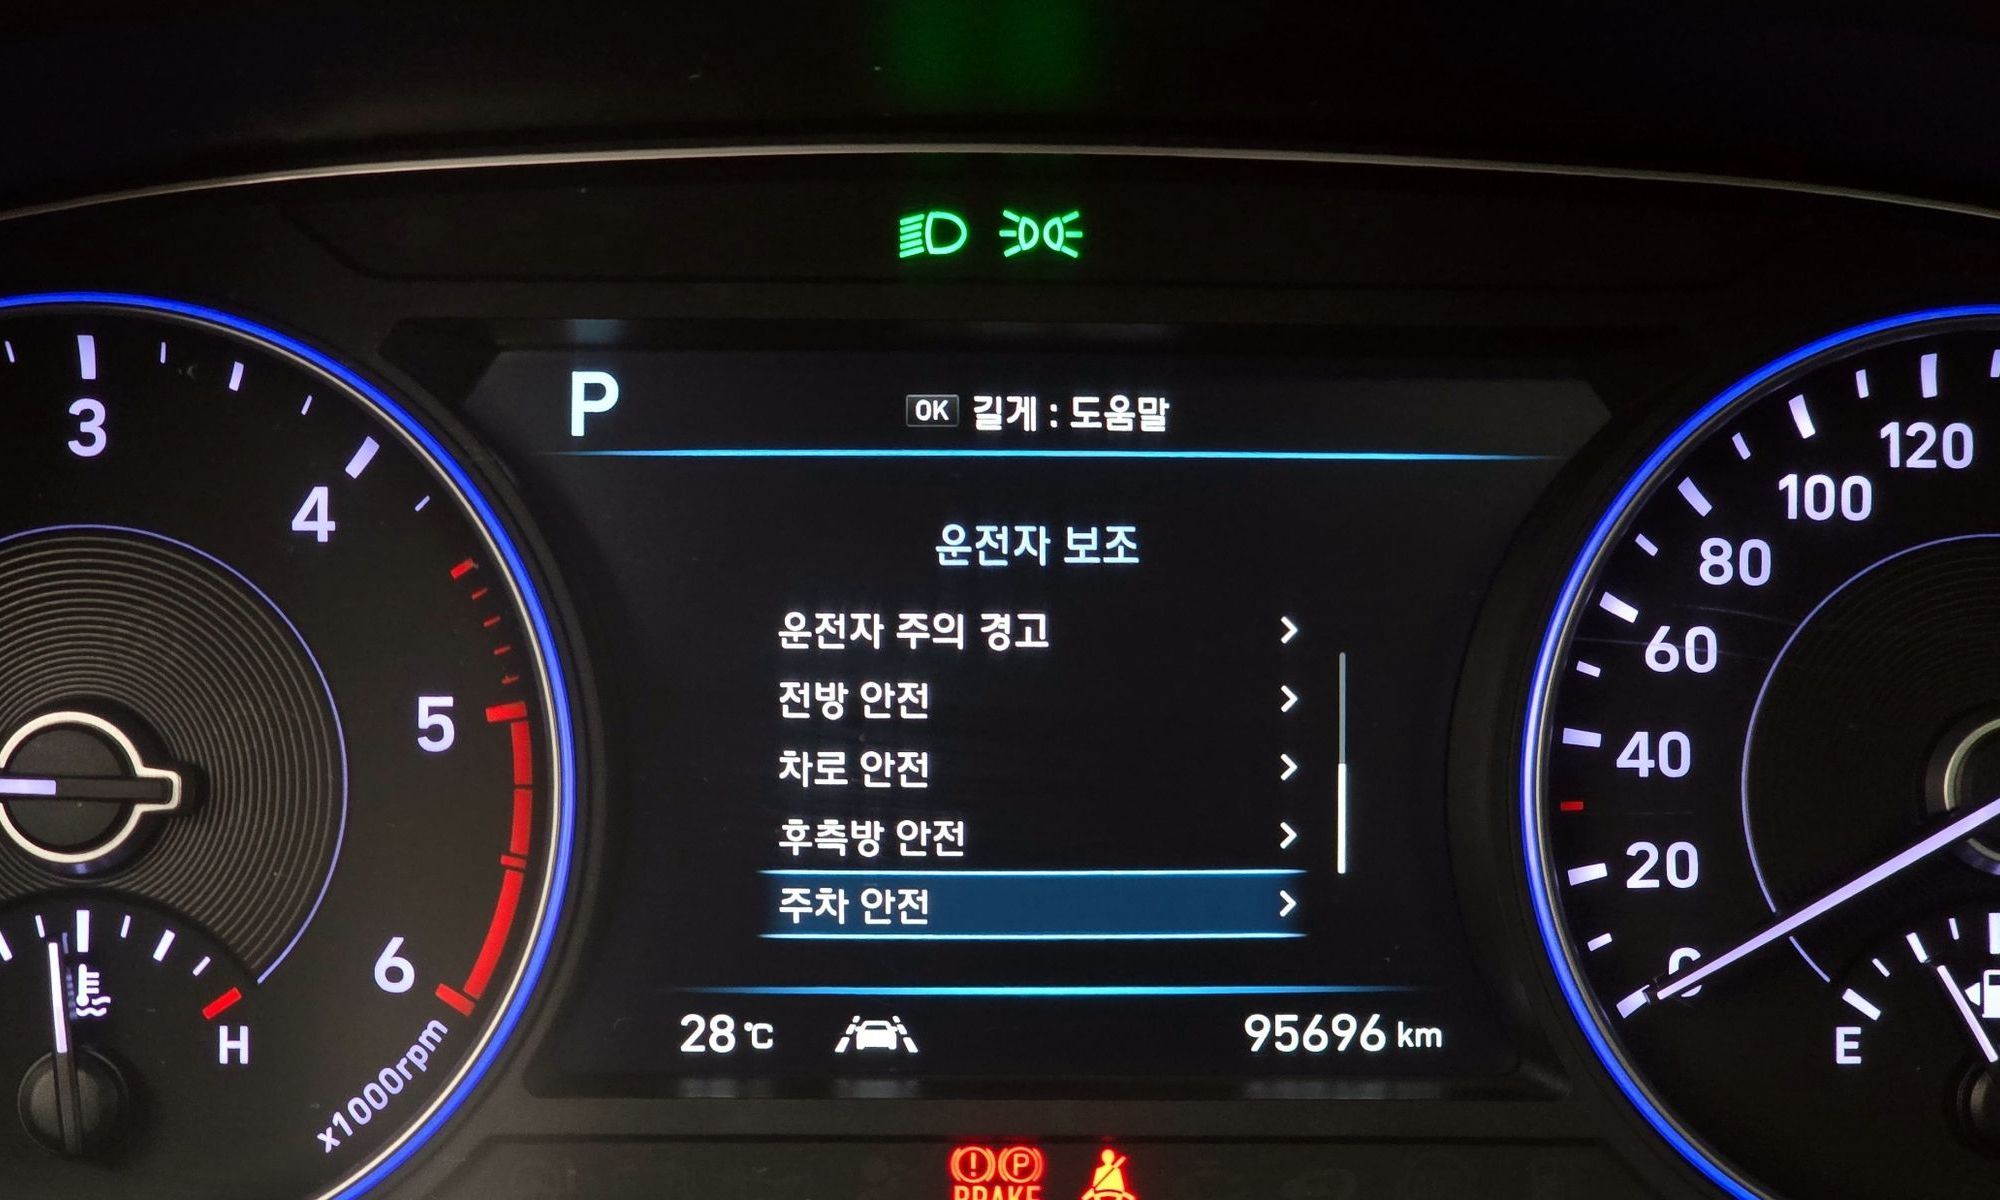 P
OK 길게 : 도움말
운전자 보조
운전자 주의 경고
전방 안전
차로 안전
후측방 안전
주차 안전
28℃
95696 km
3
4
5
6
x1000rpm
H
120
100
80
60
40
20
0
E
P
BRAKE